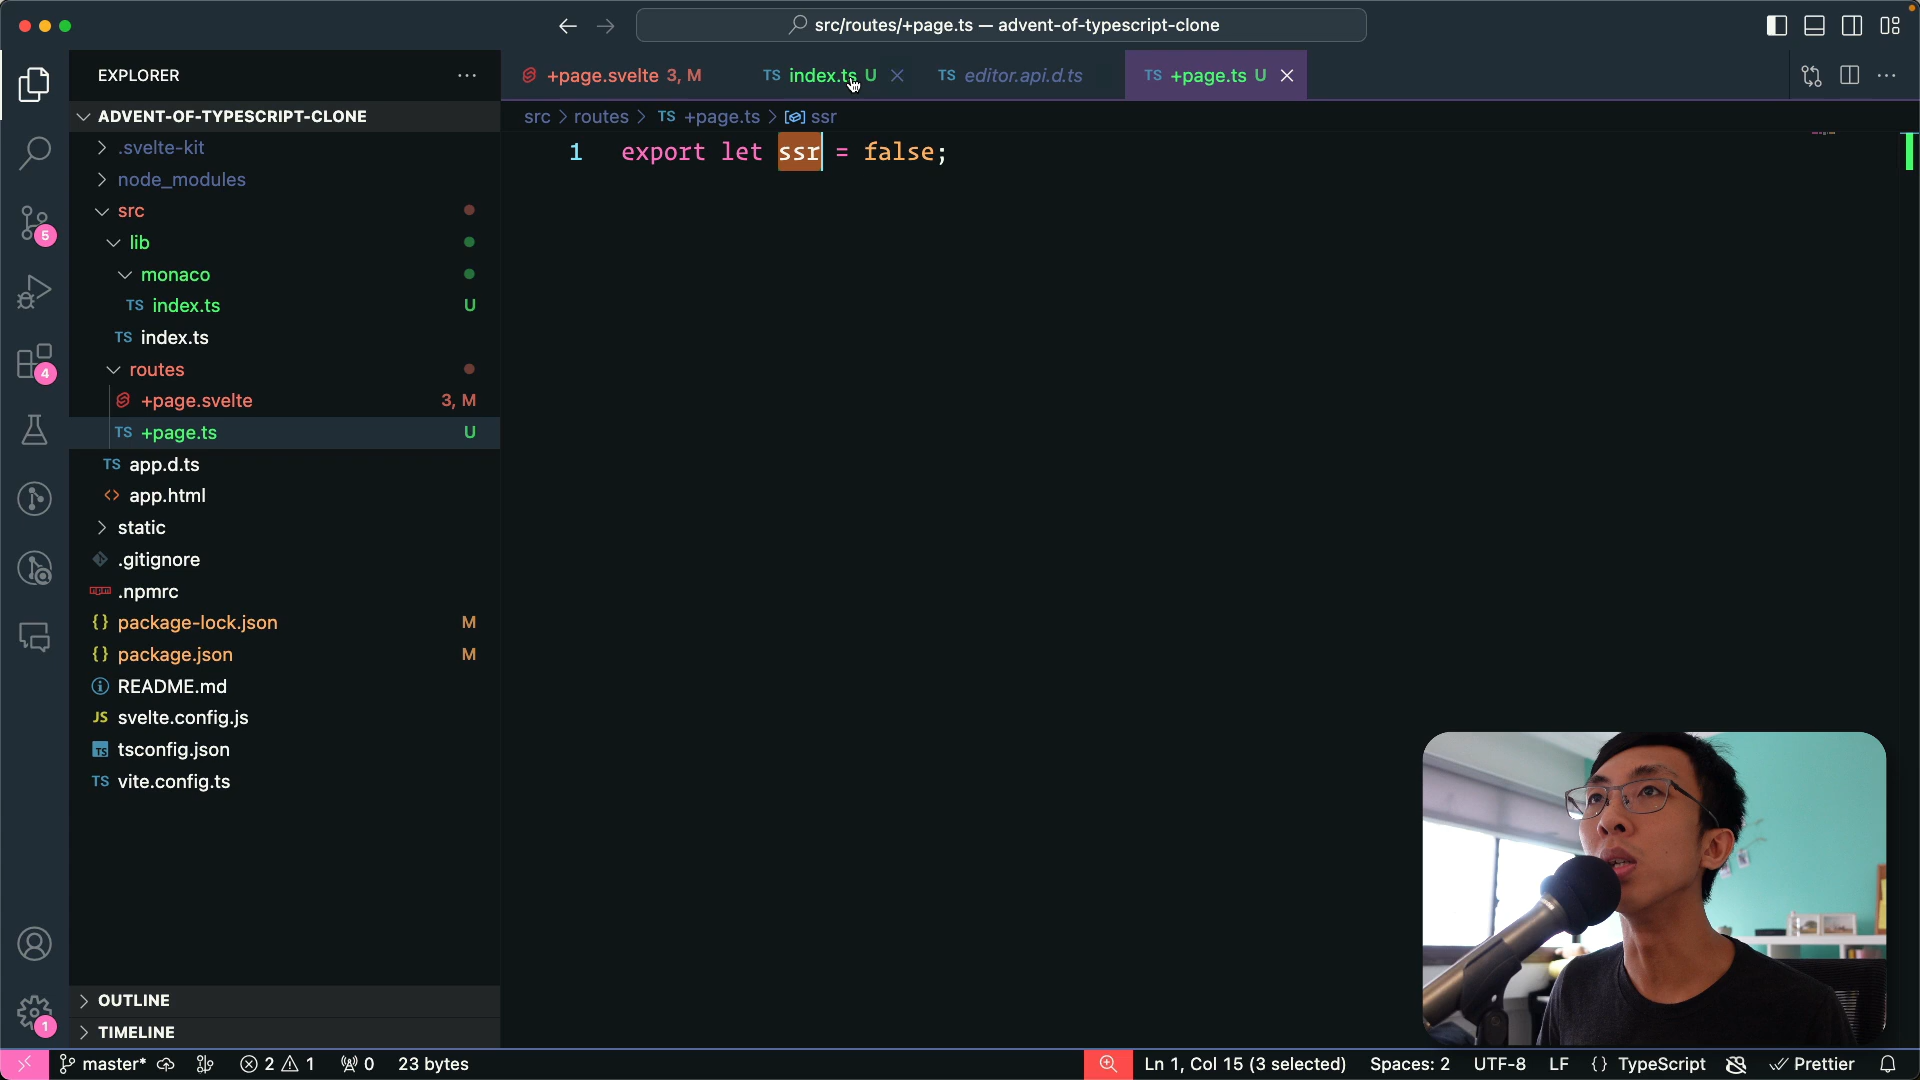 src/routes/+page.ts — advent-of-typescript-clone
EXPLORER
+page.svelte 3, M
TS index.ts U
TS editor.api.d.ts
TS +page.ts U
ADVENT-OF-TYPESCRIPT-CLONE
src > routes > TS +page.ts > ssr
1 export let ssr = false;
.svelte-kit
node_modules
src
5
lib
monaco
TS index.ts U
TS index.ts
4
routes
+page.svelte 3, M
TS +page.ts U
TS app.d.ts
<> app.html
static
.gitignore
npm .npmrc
{} package-lock.json M
{} package.json M
README.md
JS svelte.config.js
TS tsconfig.json
TS vite.config.ts
OUTLINE
1
TIMELINE
master* 2 1 0 23 bytes Ln 1, Col 15 (3 selected) Spaces: 2 UTF-8 LF {} TypeScript Prettier